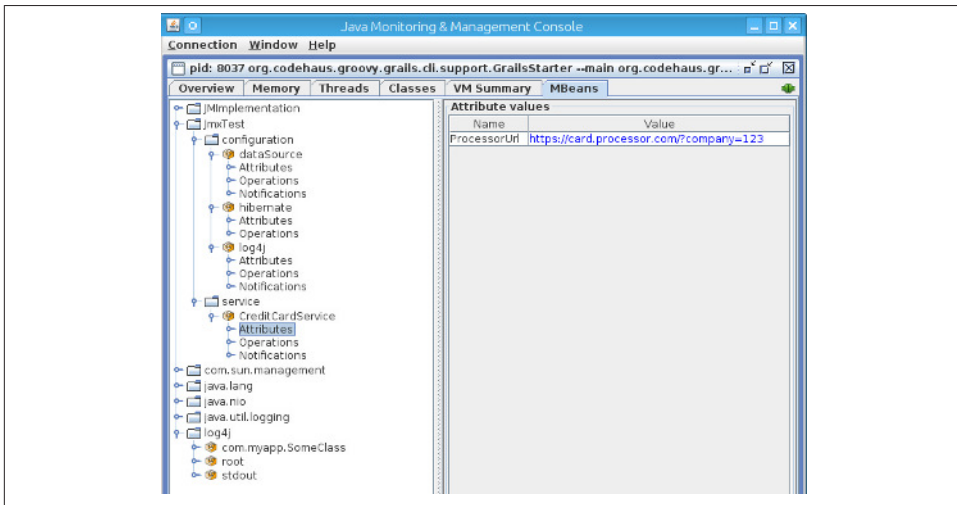 Java Monitoring & Management Console
Connection Window Help
pid: 8037 org.codehaus.groovy.grails.cli.support.GrailsStarter --main org.codehaus.gr...
Overview Memory Threads Classes VM Summary MBeans
JMImplementation
JmxTest
configuration
dataSource
Attributes
Operations
Notifications
hibernate
Attributes
Operations
log4j
Attributes
Operations
Notifications
service
CreditCardService
Attributes
Operations
Notifications
com.sun.management
java.lang
java.nio
java.util.logging
log4j
com.myapp.SomeClass
root
stdout
Attribute values
Name Value
ProcessorUrl https://card.processor.com/?company=123